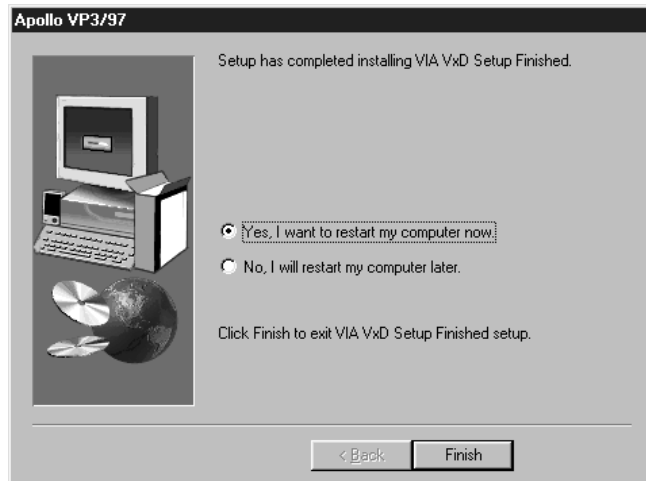 Apollo VP3/97
Setup has completed installing VIA VxD Setup Finished.
Yes, I want to restart my computer now.
No, I will restart my computer later.
Click Finish to exit VIA VxD Setup Finished setup.
< Back
Finish